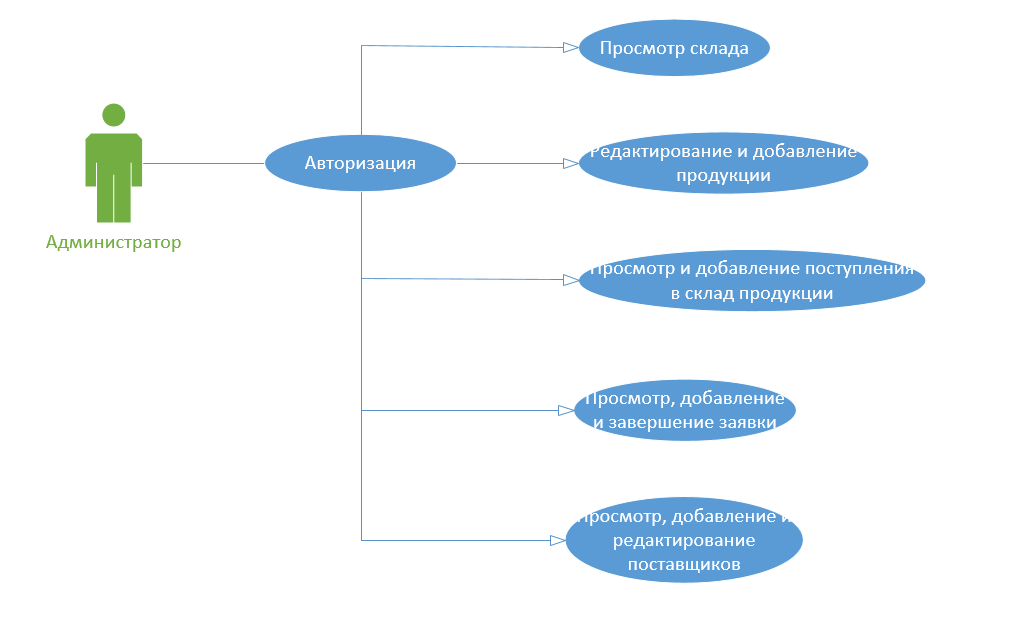 Просмотр склада
Авторизация
Редактирование и добавление
продукции
Администратор
Просмотр и добавление поступления
в склад продукции
Просмотр, добавление
и завершение заявки
Просмотр, добавление и
редактирование
поставщиков